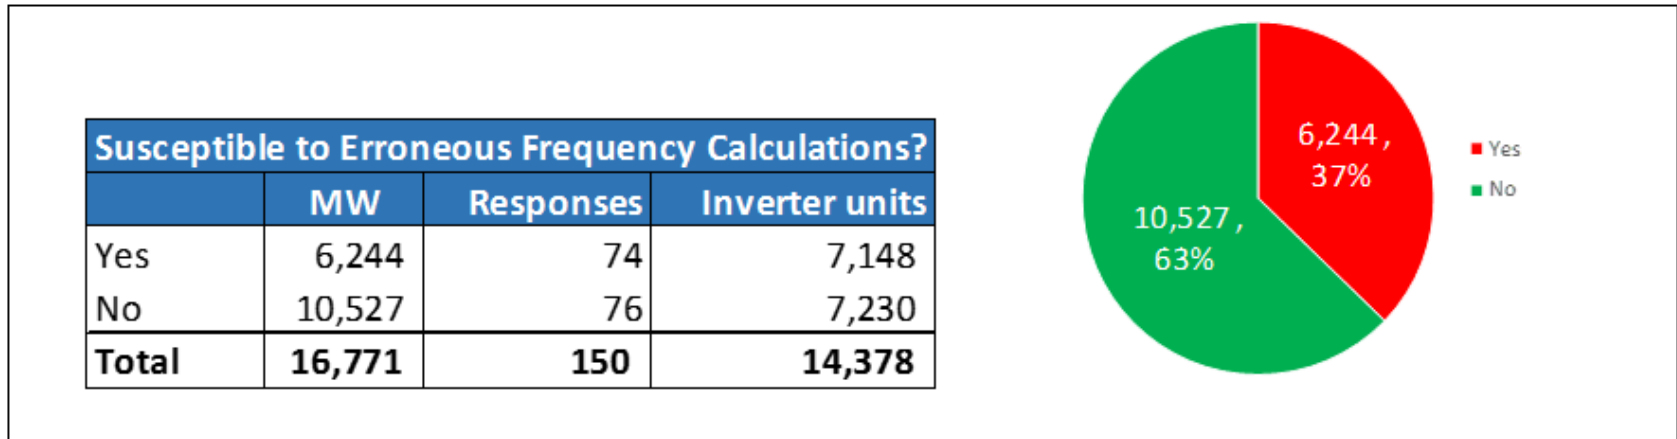 Susceptible to Erroneous Frequency Calculations?
MW Responses Inverter units
Yes 6,244 74 7,148
No 10,527 76 7,230
Total 16,771 150 14,378
6,244,
37%
10,527,
63%
Yes
No